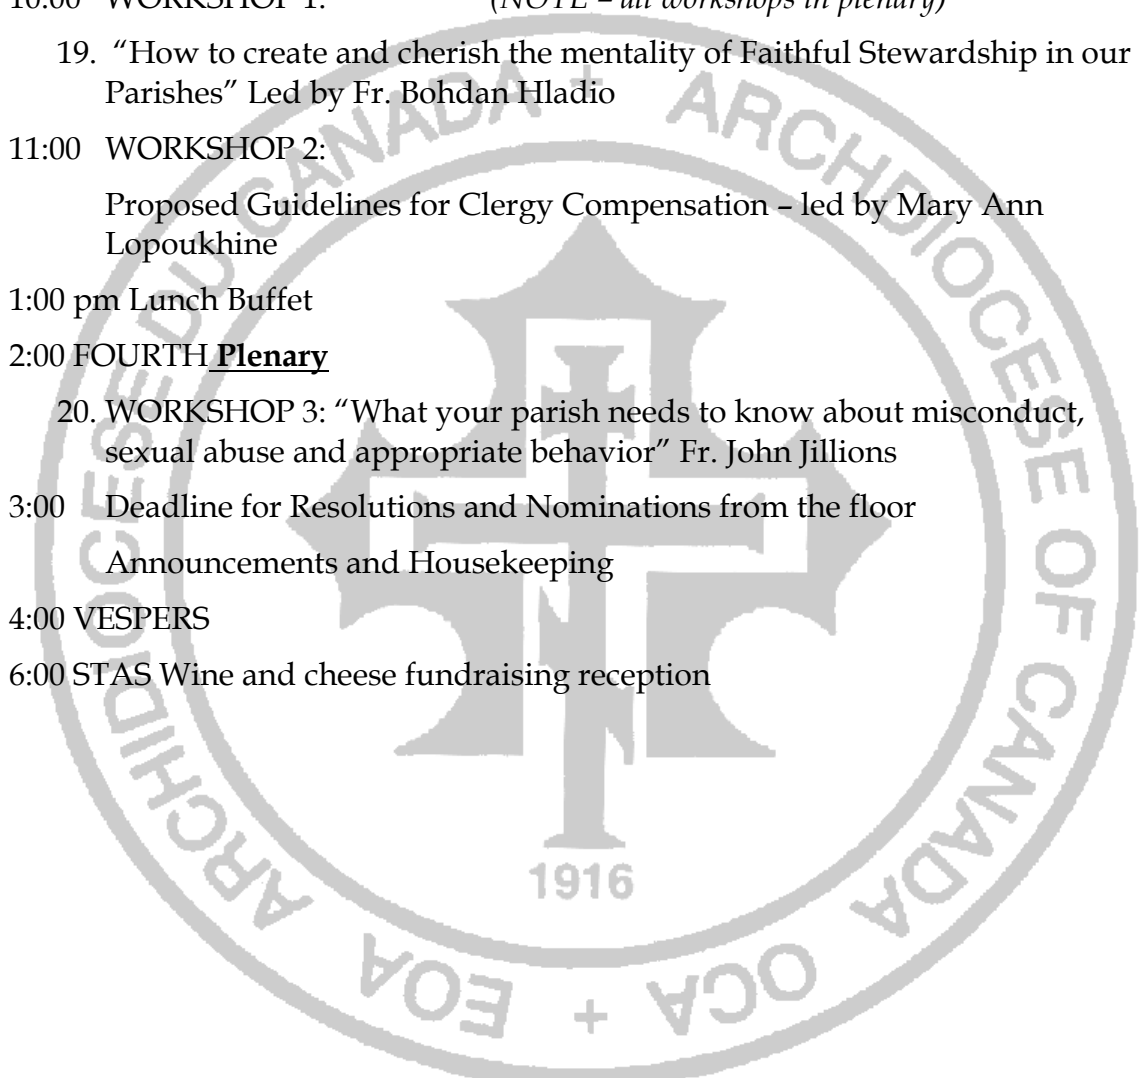 10:00 WORKSHOP 1: (NOTE – all workshops in plenary)
19. “How to create and cherish the mentality of Faithful Stewardship in our
Parishes” Led by Fr. Bohdan Hladio
11:00 WORKSHOP 2:
Proposed Guidelines for Clergy Compensation – led by Mary Ann
Lopoukhine
1:00 pm Lunch Buffet
2:00 FOURTH Plenary
20. WORKSHOP 3: “What your parish needs to know about misconduct,
sexual abuse and appropriate behavior” Fr. John Jillions
3:00 Deadline for Resolutions and Nominations from the floor
Announcements and Housekeeping
4:00 VESPERS
6:00 STAS Wine and cheese fundraising reception
ARCHIDIOCESE DU CANADA + ARCHDIOCESE OF CANADA
1916
EOA + OCA